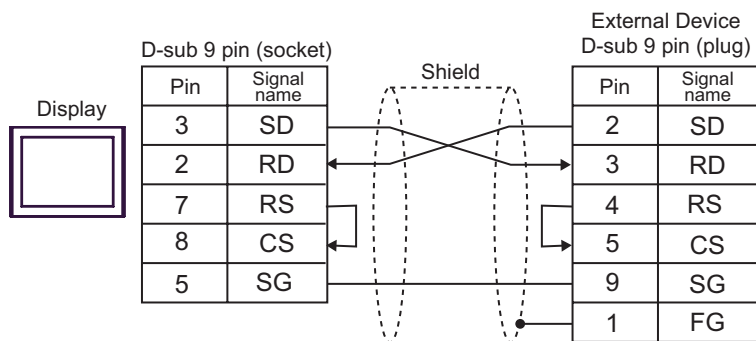 External Device
D-sub 9 pin (socket)
D-sub 9 pin (plug)
Display
Shield
Pin Signal name
3 SD
2 RD
7 RS
8 CS
5 SG
Pin Signal name
2 SD
3 RD
4 RS
5 CS
9 SG
1 FG